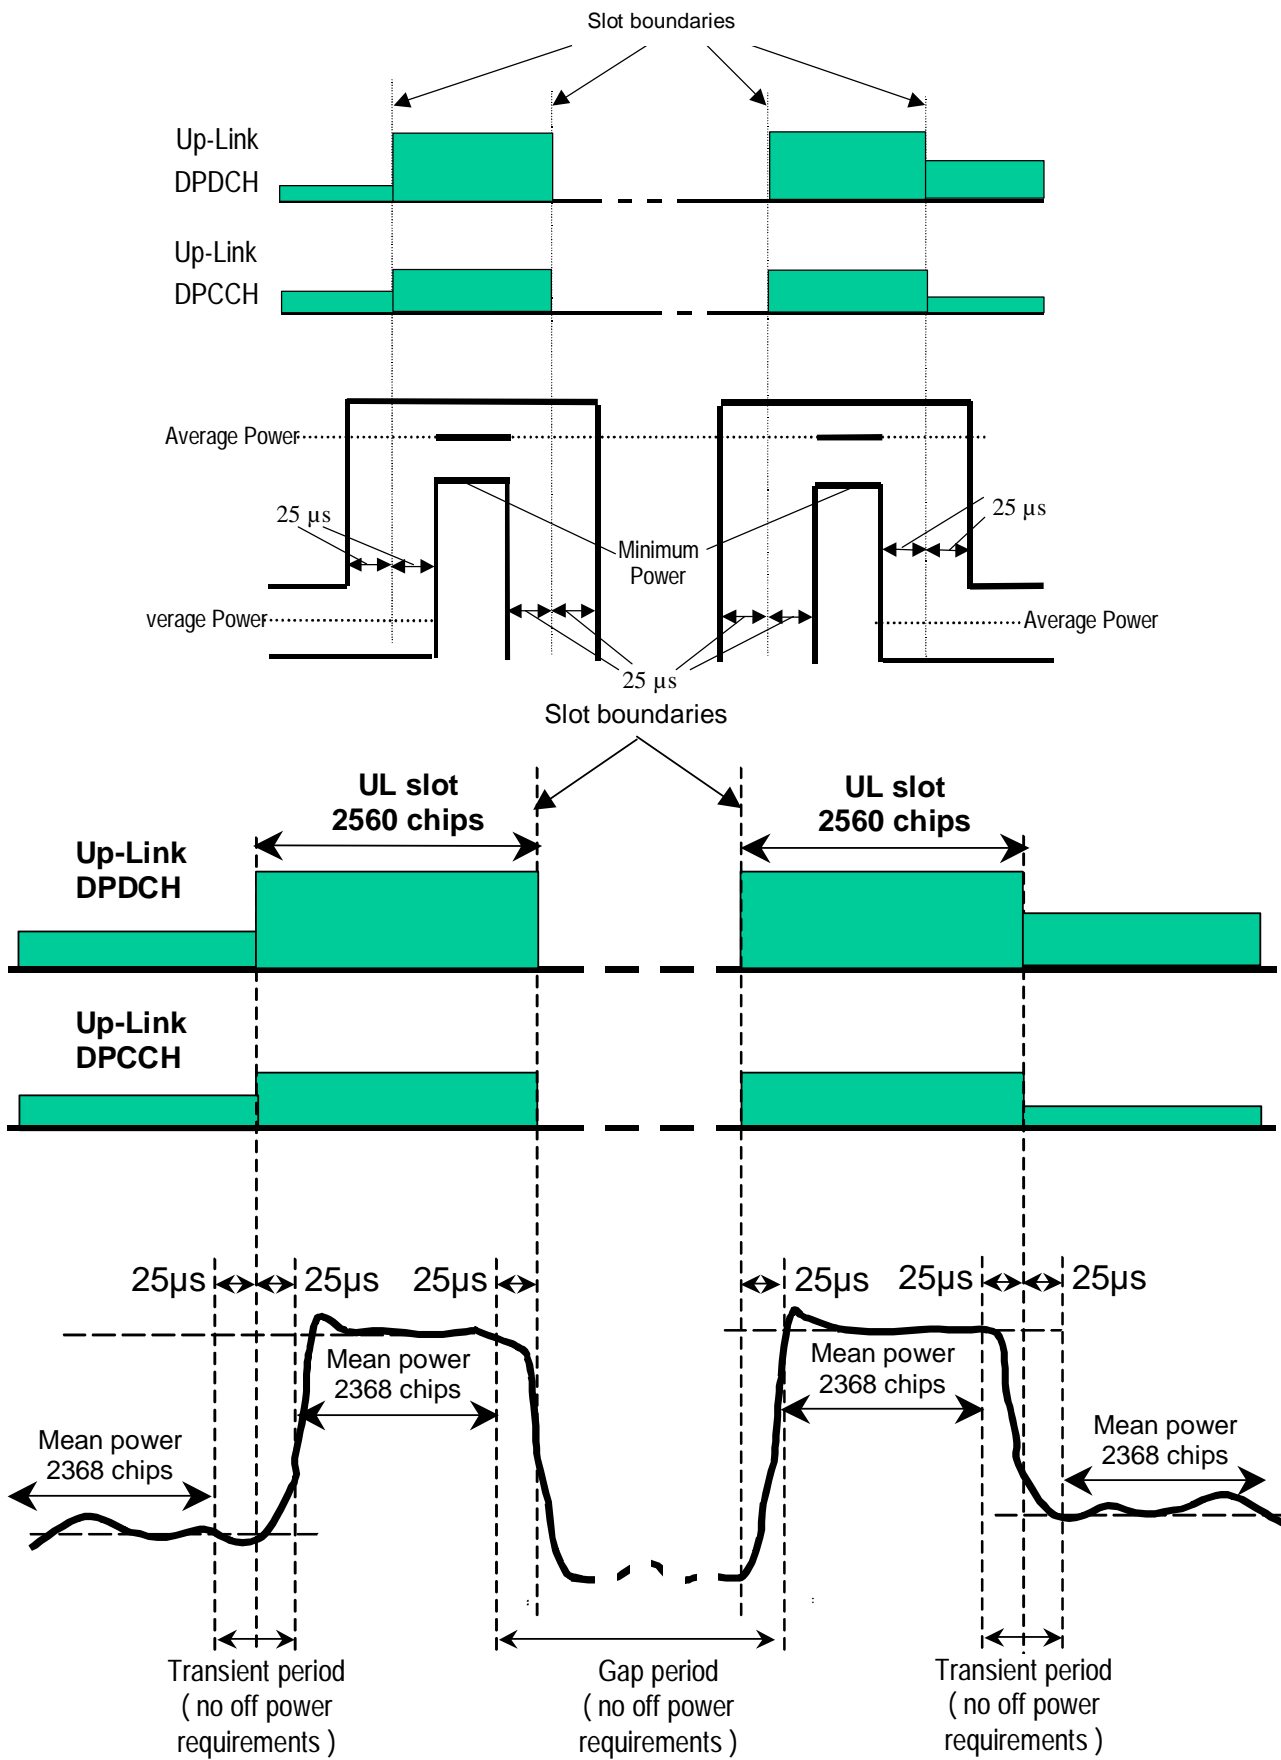 Slot boundaries
Up-Link
DPDCH
Up-Link
DPCCH
Average Power
25 µs
25 µs
Minimum
Power
verage Power
Average Power
25 µs
Slot boundaries
UL slot
2560 chips
UL slot
2560 chips
Up-Link
DPDCH
Up-Link
DPCCH
25µs
25µs
25µs
25µs
25µs
25µs
Mean power
2368 chips
Mean power
2368 chips
Mean power
2368 chips
Mean power
2368 chips
Transient period
( no off power
requirements )
Gap period
( no off power
requirements )
Transient period
( no off power
requirements )